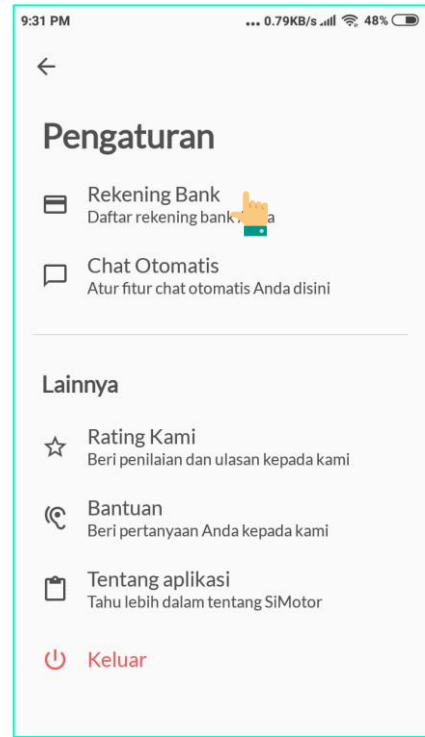 9:31 PM ... 0.79KB/s 48%
Pengaturan
Rekening Bank
Daftar rekening bank
Chat Otomatis
Atur fitur chat otomatis Anda disini
Lainnya
Rating Kami
Beri penilaian dan ulasan kepada kami
Bantuan
Beri pertanyaan Anda kepada kami
Tentang aplikasi
Tahu lebih dalam tentang SiMotor
Keluar